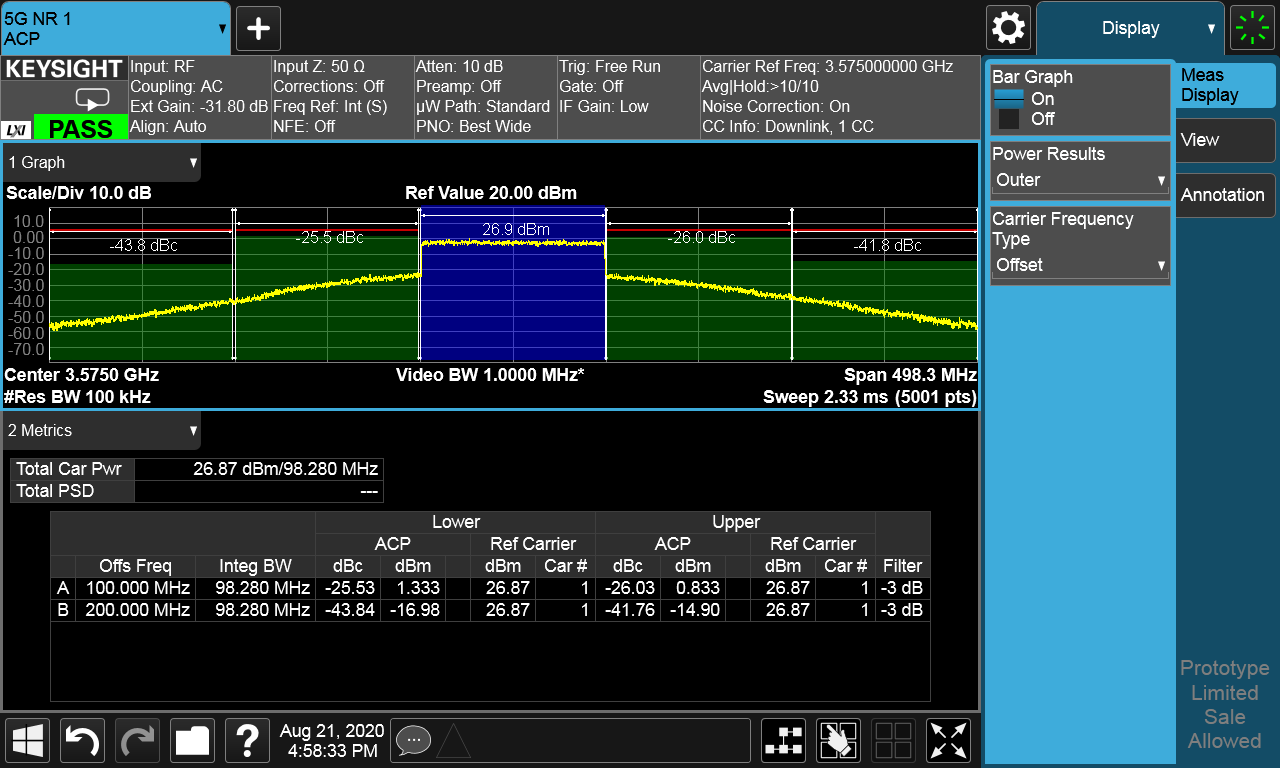 5G NR 1
ACP
Display
KEYSIGHT
LXI
PASS
Input: RF
Coupling: AC
Ext Gain: -31.80 dB
Align: Auto
Input Z: 50 Ω
Corrections: Off
Freq Ref: Int (S)
NFE: Off
Atten: 10 dB
Preamp: Off
µW Path: Standard
PNO: Best Wide
Trig: Free Run
Gate: Off
IF Gain: Low
Carrier Ref Freq: 3.575000000 GHz
Avg|Hold:>10/10
Noise Correction: On
CC Info: Downlink, 1 CC
1 Graph
Scale/Div 10.0 dB
Ref Value 20.00 dBm
10.0
0.00
-10.0
-20.0
-30.0
-40.0
-50.0
-60.0
-70.0
-43.8 dBc
-25.5 dBc
26.9 dBm
-26.0 dBc
-41.8 dBc
Center 3.5750 GHz
Video BW 1.0000 MHz*
Span 498.3 MHz
#Res BW 100 kHz
Sweep 2.33 ms (5001 pts)
2 Metrics
Total Car Pwr 26.87 dBm/98.280 MHz
Total PSD ---
Lower Upper
ACP Ref Carrier ACP Ref Carrier
Offs Freq Integ BW dBc dBm dBm Car # dBc dBm dBm Car # Filter
A 100.000 MHz 98.280 MHz -25.53 1.333 26.87 1 -26.03 0.833 26.87 1 -3 dB
B 200.000 MHz 98.280 MHz -43.84 -16.98 26.87 1 -41.76 -14.90 26.87 1 -3 dB
Bar Graph
On
Off
Power Results
Outer
Carrier Frequency
Type
Offset
Meas
Display
View
Annotation
Prototype
Limited
Sale
Allowed
?
Aug 21, 2020
4:58:33 PM